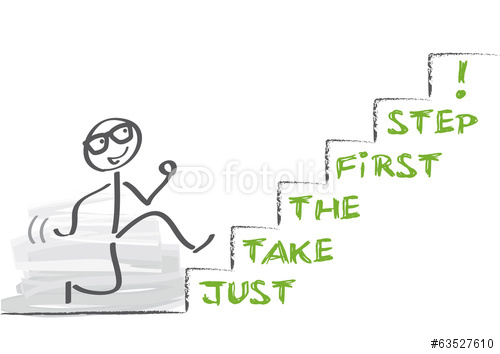 !
STEP
FiRST
THE
TAKE
JUST
fotolia
#63527610